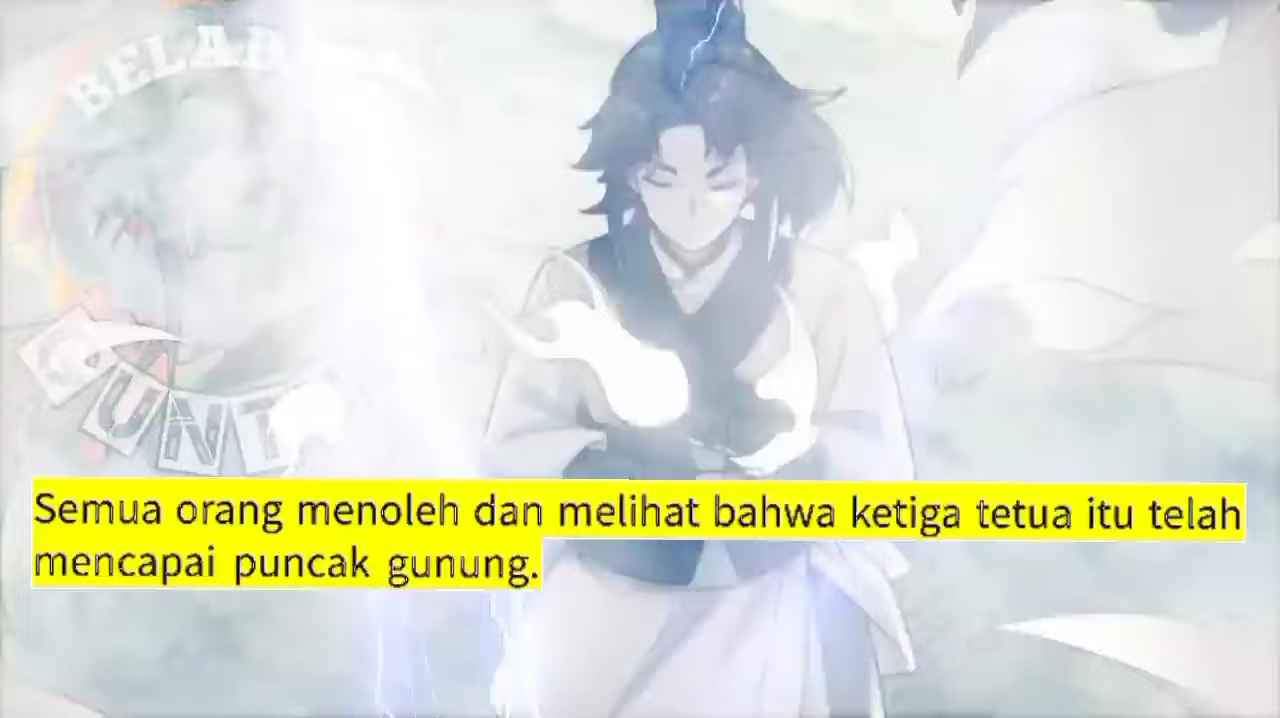 Semua orang menoleh dan melihat bahwa ketiga tetua itu telah
mencapai puncak gunung.